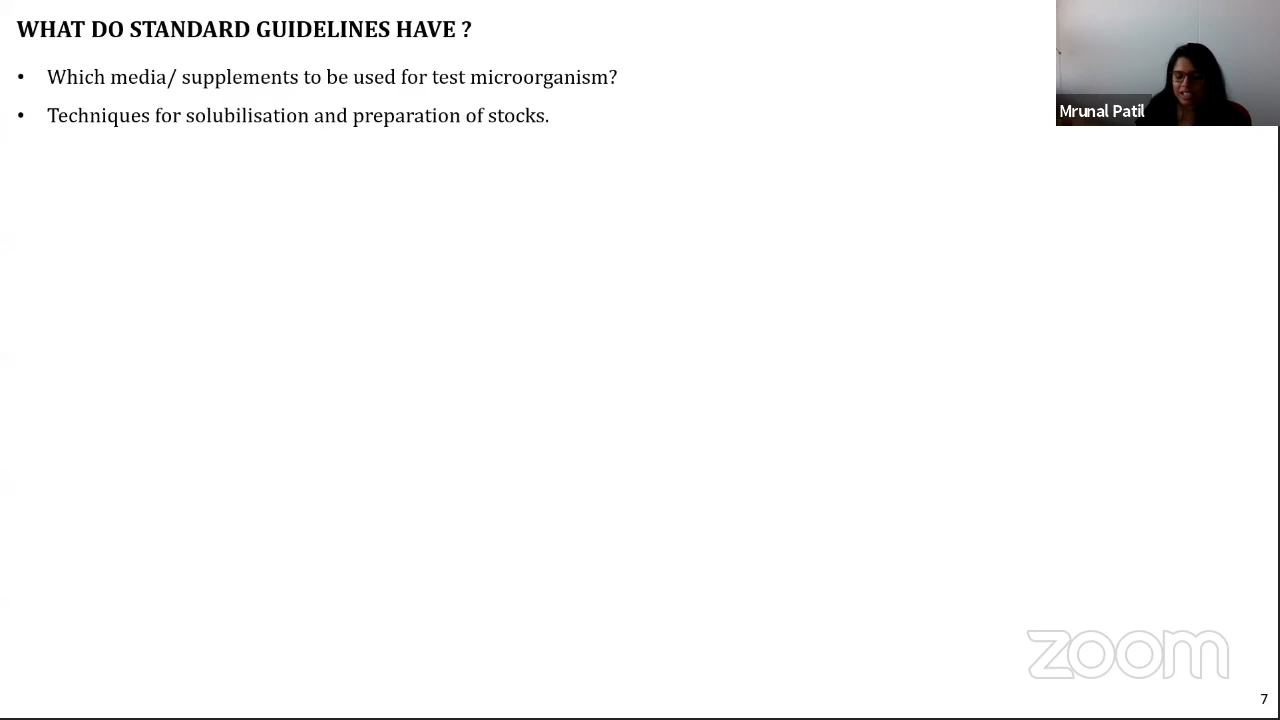 WHAT DO STANDARD GUIDELINES HAVE ?
• Which media/ supplements to be used for test microorganism?
• Techniques for solubilisation and preparation of stocks.
Mrunal Patil
zoom
7